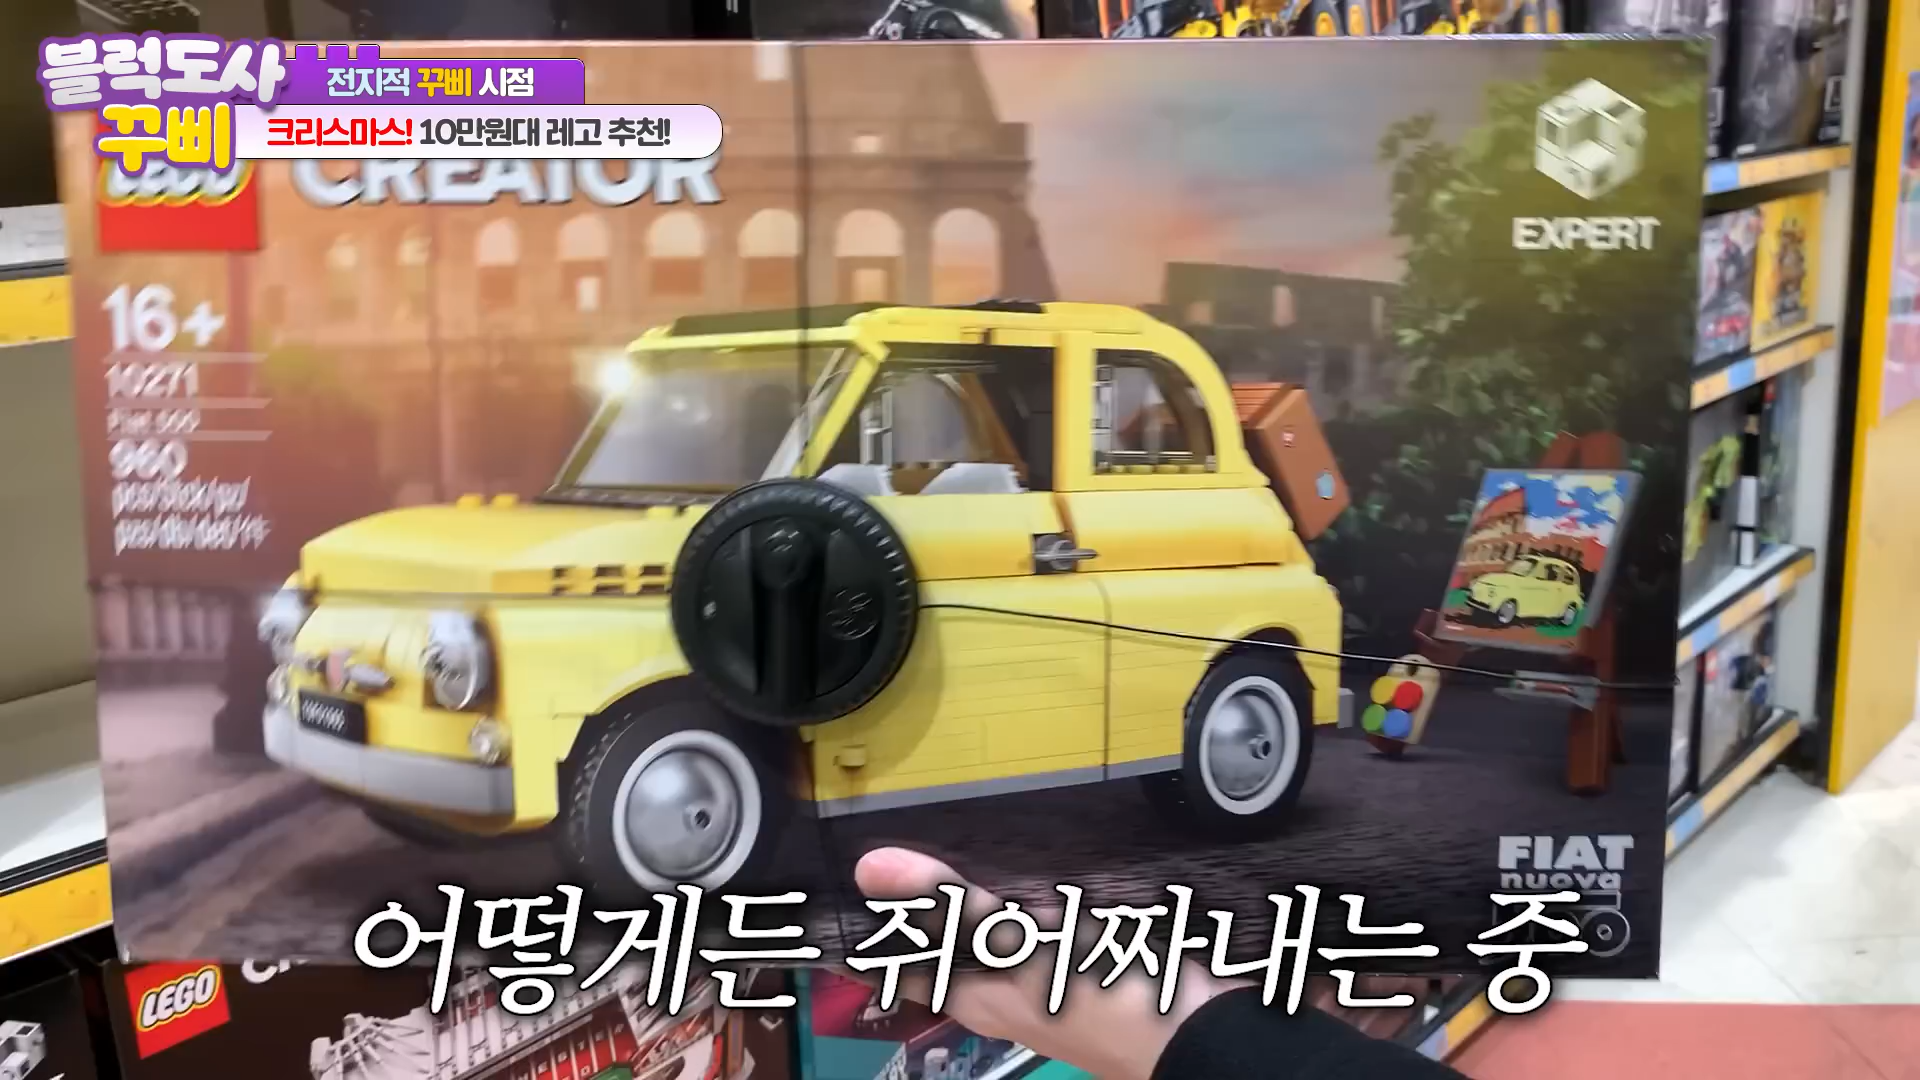 블럭도사
꾸삐
전지적 꾸삐 시점
크리스마스! 10만원대 레고 추천!
LEGO
CREATOR
EXPERT
16+
10271
Fiat 500
960
FIAT
nuova
어떻게든 쥐어짜내는 중
LEGO